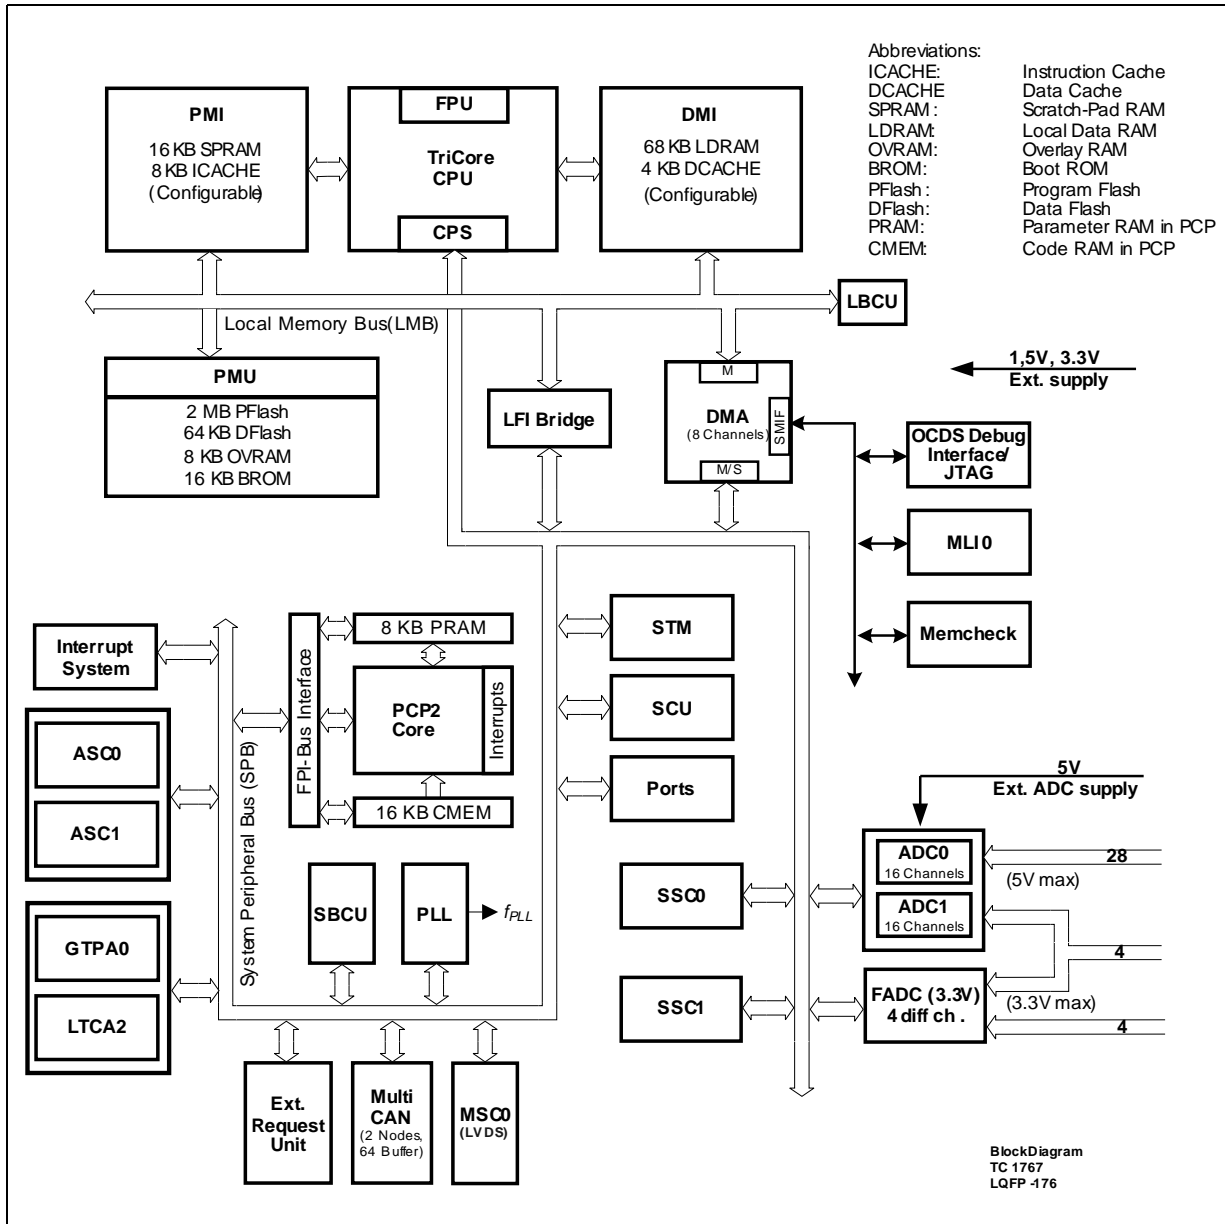 Abbreviations:
ICACHE: Instruction Cache
DCACHE Data Cache
SPRAM: Scratch-Pad RAM
LDRAM: Local Data RAM
OVRAM: Overlay RAM
BROM: Boot ROM
PFlash: Program Flash
DFlash: Data Flash
PRAM: Parameter RAM in PCP
CMEM: Code RAM in PCP
PMI
16 KB SPRAM
8 KB ICACHE
(Configurable)
FPU
TriCore
CPU
CPS
DMI
68 KB LDRAM
4 KB DCACHE
(Configurable)
LBCU
Local Memory Bus(LMB)
PMU
2 MB PFlash
64 KB DFlash
8 KB OVRAM
16 KB BROM
LFI Bridge
M
DMA
(8 Channels)
SMIF
M/S
1,5V, 3.3V
Ext. supply
OCDS Debug
Interface/
JTAG
MLI0
Memcheck
Interrupt
System
ASC0
ASC1
GTPA0
LTCA2
System Peripheral Bus (SPB)
FPI-Bus Interface
8 KB PRAM
PCP2
Core
Interrupts
16 KB CMEM
STM
SCU
Ports
SBCU
PLL
fPLL
SSC0
SSC1
5V
Ext. ADC supply
ADC0
16 Channels
ADC1
16 Channels
28
(5V max)
4
FADC (3.3V)
4 diff ch .
(3.3V max)
4
Ext.
Request
Unit
Multi
CAN
(2 Nodes,
64 Buffer)
MSC0
(LVDS)
BlockDiagram
TC 1767
LQFP -176